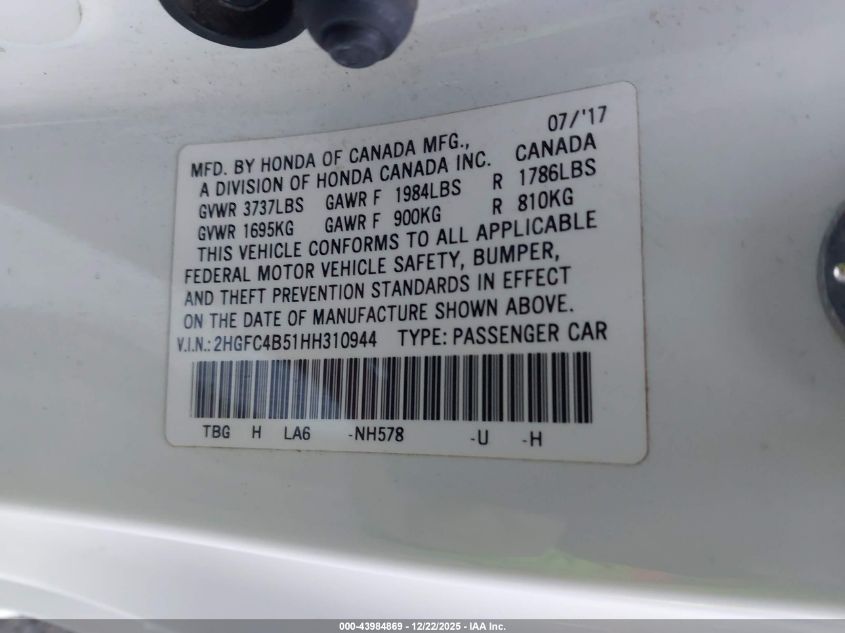 07/'17
MFD. BY HONDA OF CANADA MFG., CANADA
A DIVISION OF HONDA CANADA INC.
GVWR 3737LBS GAWR F 1984LBS R 1786LBS
GVWR 1695KG GAWR F 900KG R 810KG
THIS VEHICLE CONFORMS TO ALL APPLICABLE
FEDERAL MOTOR VEHICLE SAFETY, BUMPER,
AND THEFT PREVENTION STANDARDS IN EFFECT
ON THE DATE OF MANUFACTURE SHOWN ABOVE.
V.I.N.: 2HGFC4B51HH310944 TYPE: PASSENGER CAR
TBG H LA6 -NH578 -U -H
000-43984869 - 12/22/2025 - IAA Inc.